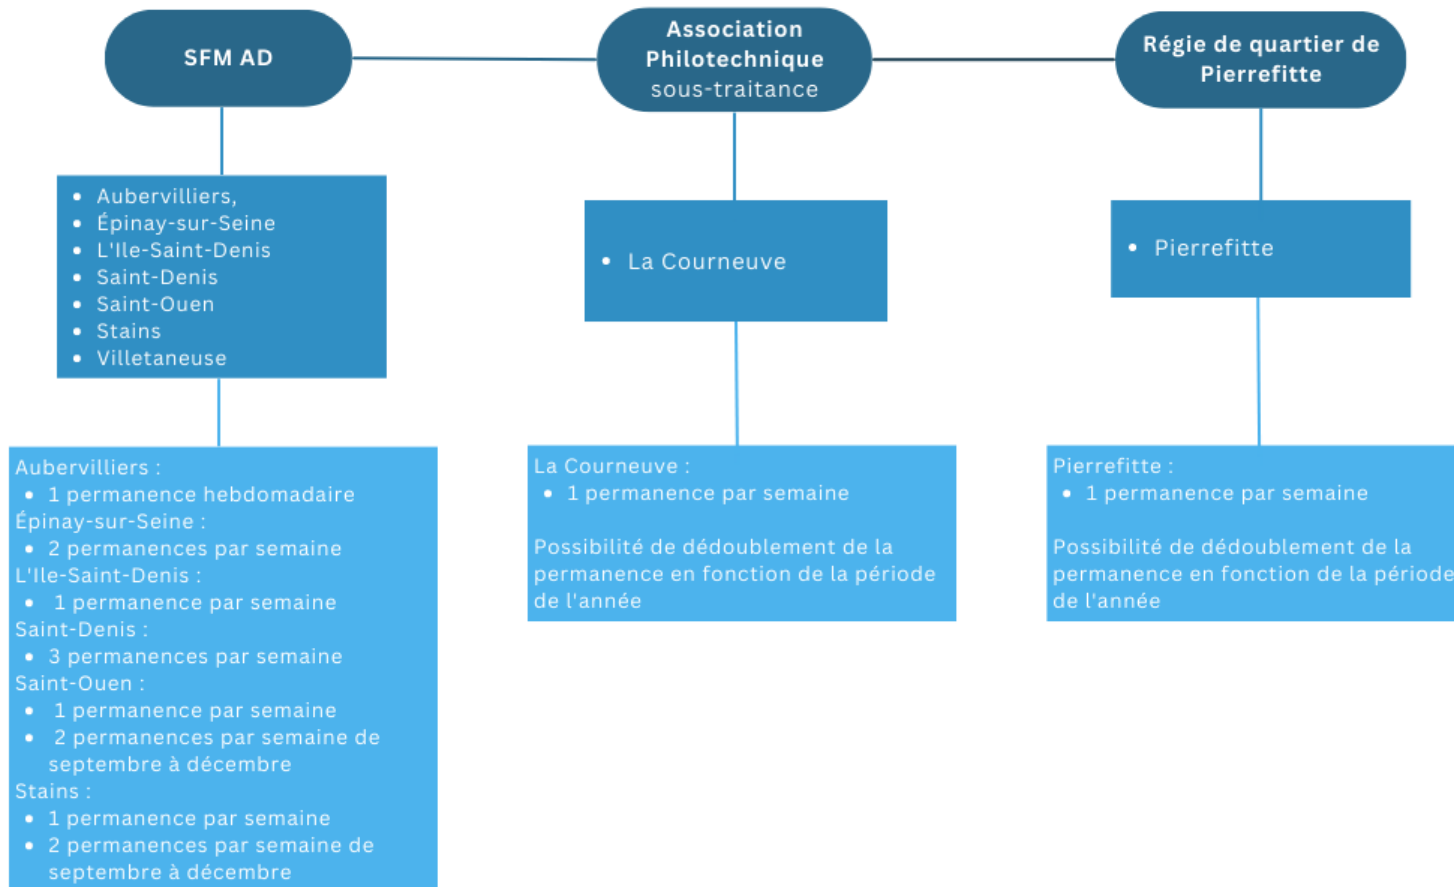 SFM AD
Association
Philotechnique
sous-traitance
Régie de quartier de
Pierrefitte
• Aubervilliers,
• Épinay-sur-Seine
• L'Ile-Saint-Denis
• Saint-Denis
• Saint-Ouen
• Stains
• Villetaneuse
• La Courneuve
• Pierrefitte
Aubervilliers :
• 1 permanence hebdomadaire
Épinay-sur-Seine :
• 2 permanences par semaine
L'Ile-Saint-Denis :
• 1 permanence par semaine
Saint-Denis :
• 3 permanences par semaine
Saint-Ouen :
• 1 permanence par semaine
• 2 permanences par semaine de
septembre à décembre
Stains :
• 1 permanence par semaine
• 2 permanences par semaine de
septembre à décembre
La Courneuve :
• 1 permanence par semaine
Possibilité de dédoublement de la
permanence en fonction de la période
de l'année
Pierrefitte :
• 1 permanence par semaine
Possibilité de dédoublement de la
permanence en fonction de la période
de l'année